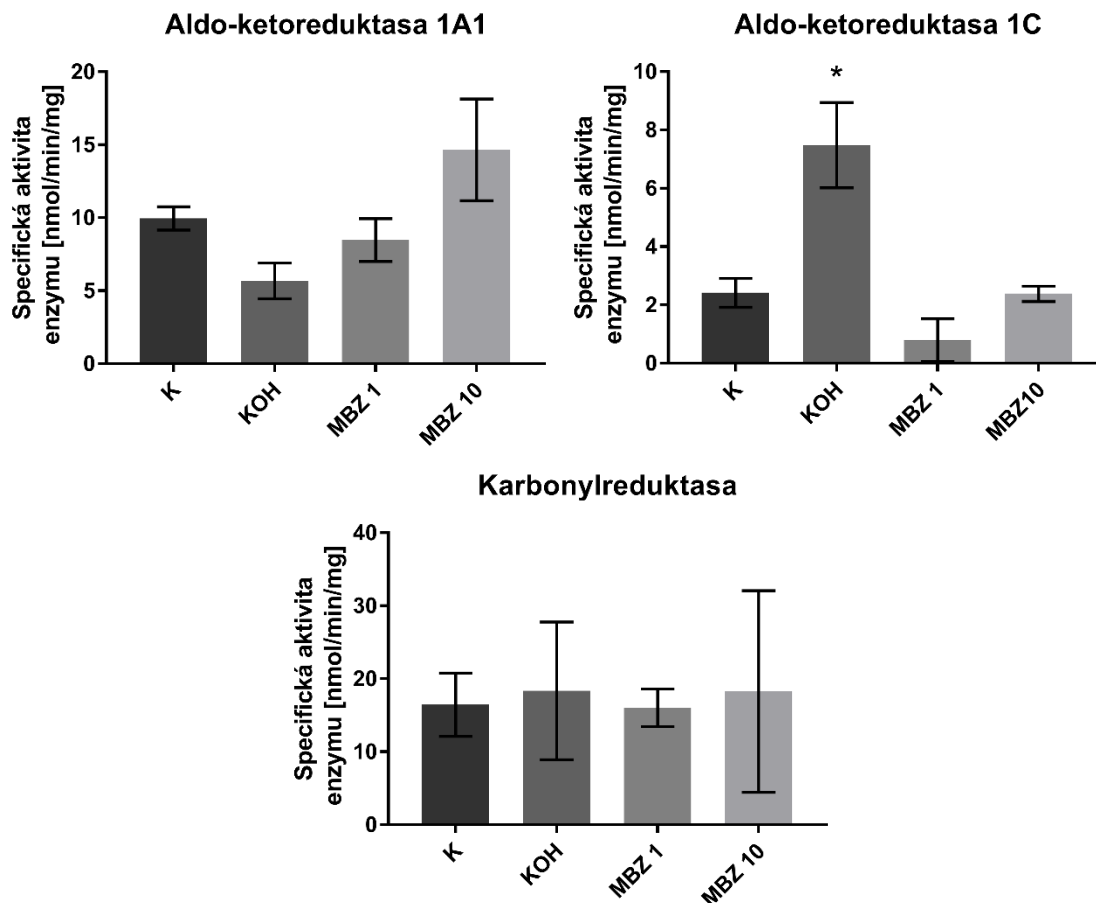 Aldo-ketoreduktasa 1A1
Specifická aktivita
enzymu [nmol/min/mg]
20
15
10
5
0
K
KOH
MBZ 1
MBZ 10
Aldo-ketoreduktasa 1C
Specifická aktivita
enzymu [nmol/min/mg]
10
8
6
4
2
0
*
K
KOH
MBZ 1
MBZ10
Karbonylreduktasa
Specifická aktivita
enzymu [nmol/min/mg]
40
30
20
10
0
K
KOH
MBZ 1
MBZ 10